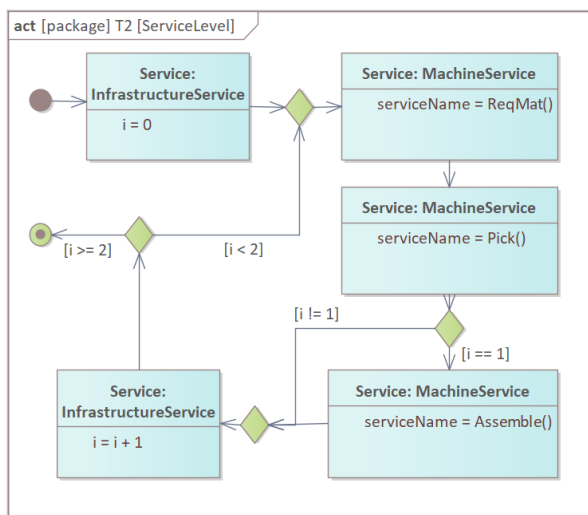 act [package] T2 [ServiceLevel]
Service:
InfrastructureService
i = 0
Service: MachineService
serviceName = ReqMat()
Service: MachineService
serviceName = Pick()
[i >= 2]
[i < 2]
[i != 1]
[i == 1]
Service:
InfrastructureService
i = i + 1
Service: MachineService
serviceName = Assemble()